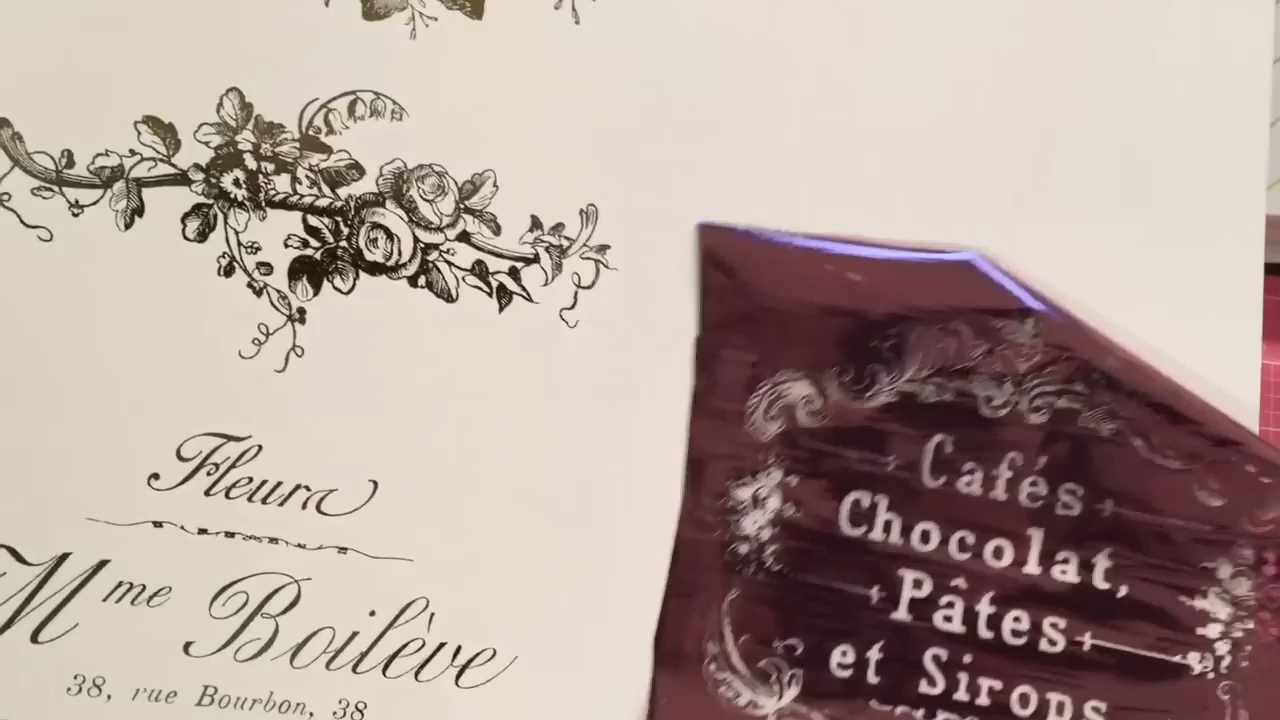 Fleurs
Mme Boilève
38, rue Bourbon, 38
Cafés
Chocolat,
Pâtes
et Sirops